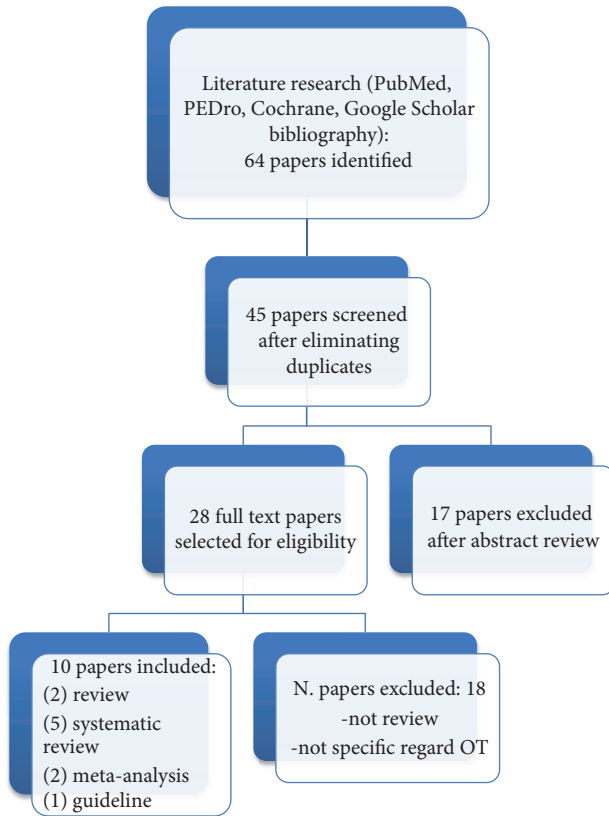 Literature research (PubMed,
PEDro, Cochrane, Google Scholar
bibliography):
64 papers identified
45 papers screened
after eliminating
duplicates
28 full text papers
selected for eligibility
17 papers excluded
after abstract review
10 papers included:
(2) review
(5) systematic
review
(2) meta-analysis
(1) guideline
N. papers excluded: 18
-not review
-not specific regard OT